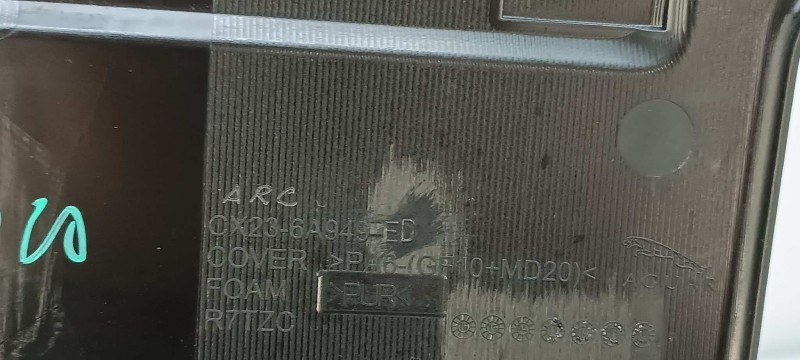 ARC
CX23-6A949-ED
COVER >PA6-(GF10+MD20)<
FOAM >PUR<
R7TZC
JAGUAR